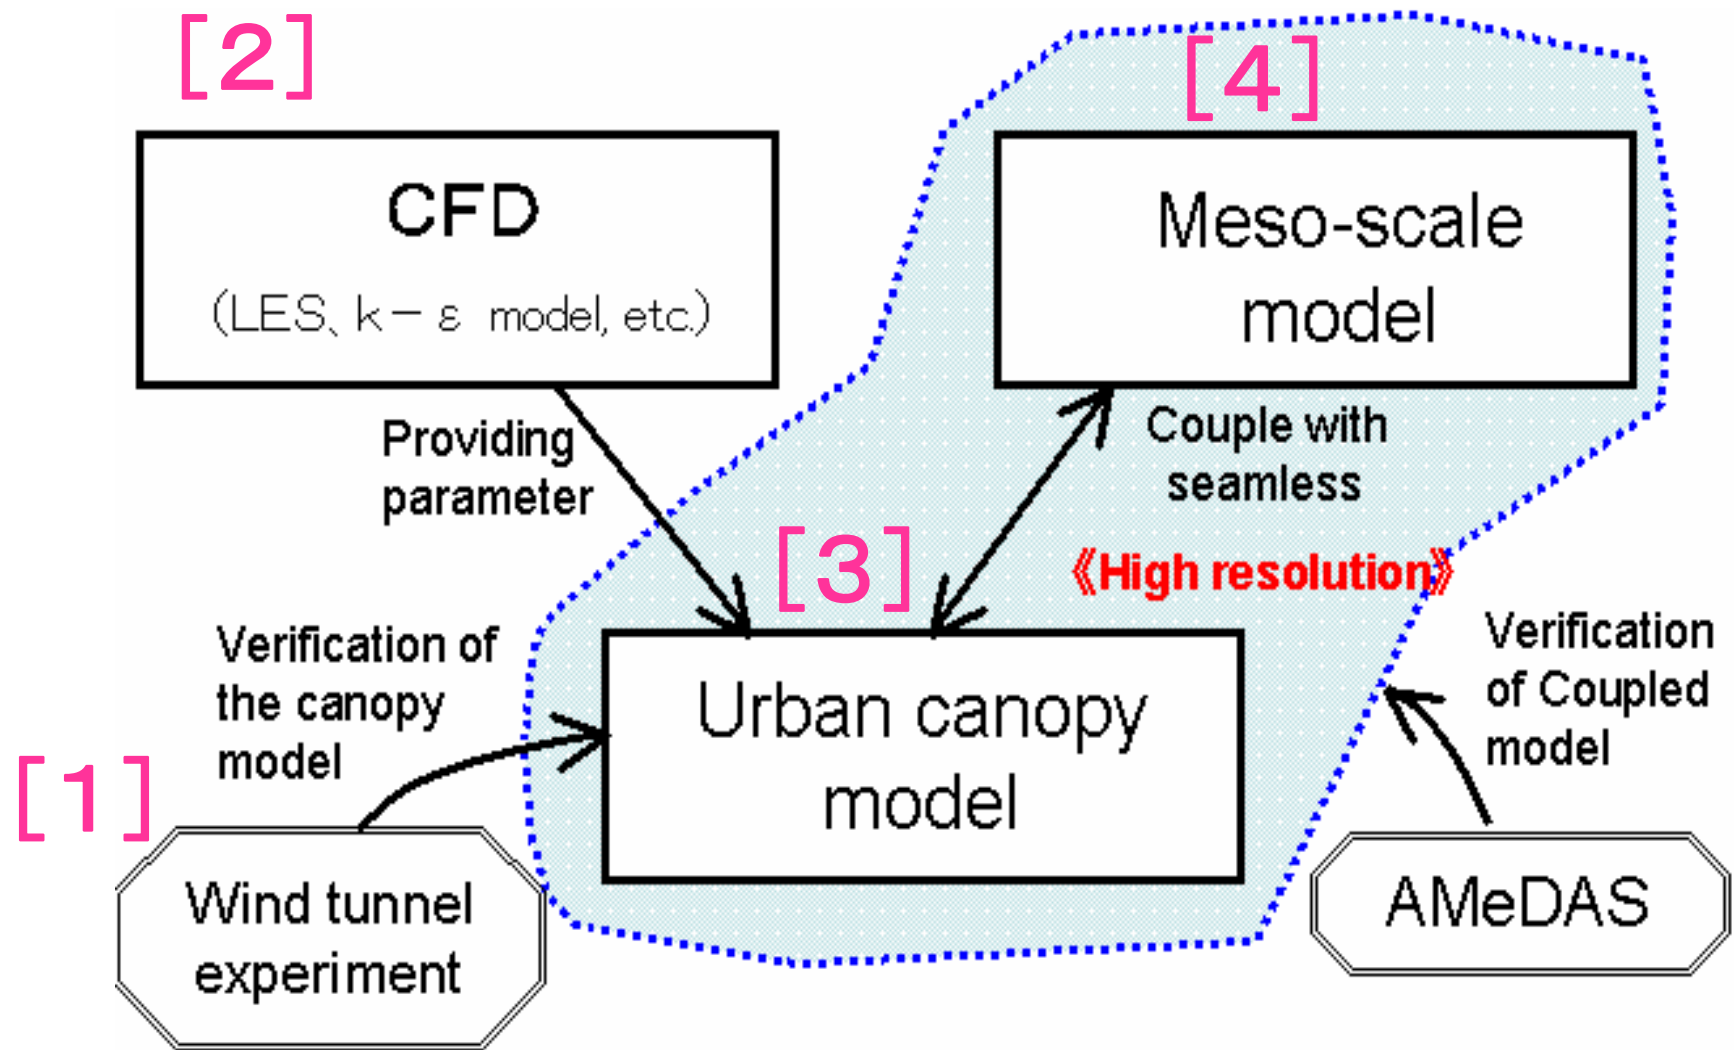 [2]
[4]
CFD
(LES、k－ε model, etc.)
Meso-scale
model
Providing
parameter
Couple with
seamless
[3]
《High resolution》
Verification of
the canopy
model
Urban canopy
model
Verification
of Coupled
model
[1]
Wind tunnel
experiment
AMeDAS